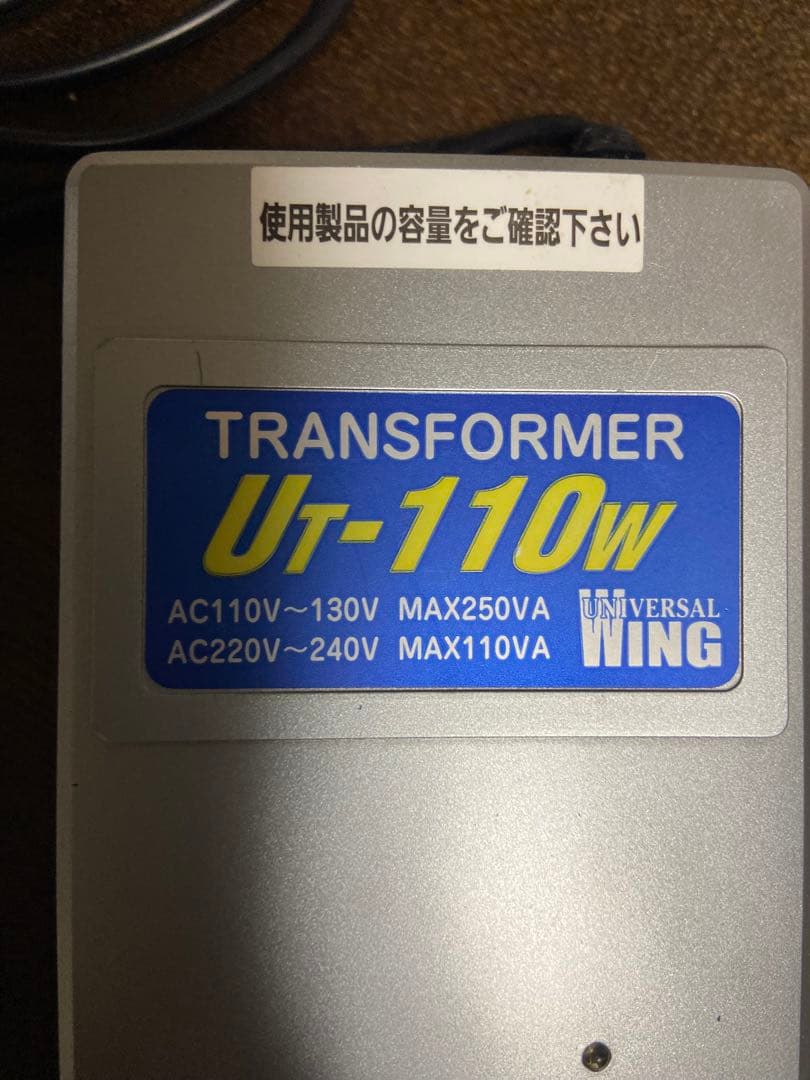 使用製品の容量をご確認下さい
TRANSFORMER
UT-110W
AC110V～130V MAX250VA
AC220V～240V MAX110VA
UNIVERSAL
WING